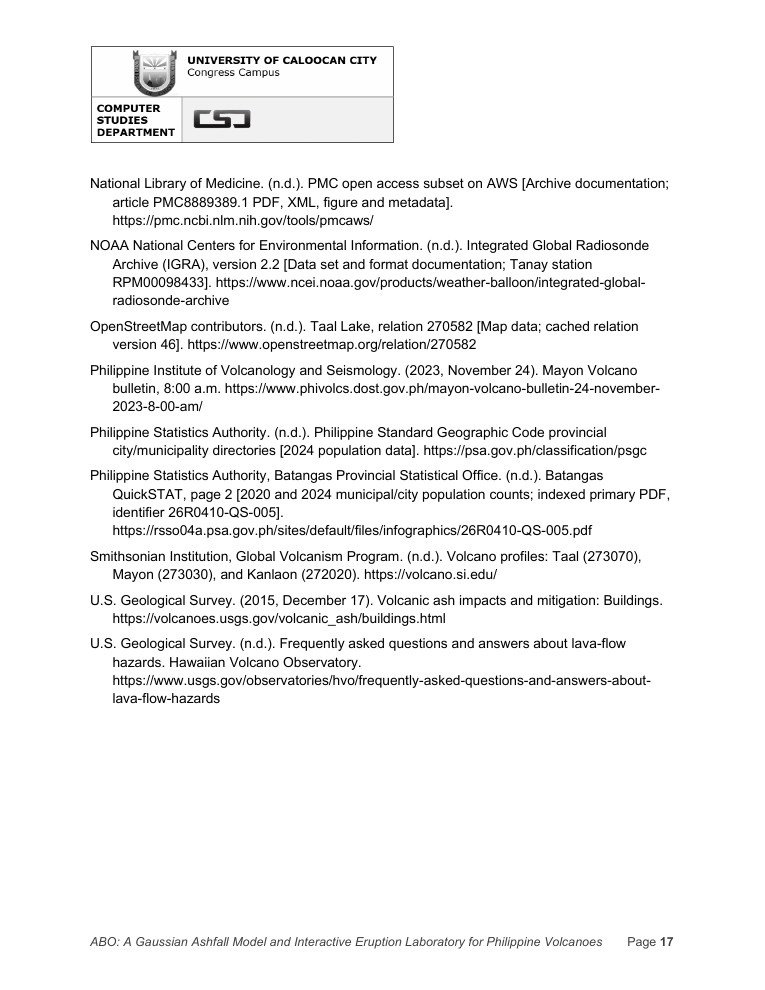 UNIVERSITY OF CALOOCAN CITY
Congress Campus
COMPUTER
STUDIES
DEPARTMENT
CSD
National Library of Medicine. (n.d.). PMC open access subset on AWS [Archive documentation;
article PMC8889389.1 PDF, XML, figure and metadata].
https://pmc.ncbi.nlm.nih.gov/tools/pmcaws/
NOAA National Centers for Environmental Information. (n.d.). Integrated Global Radiosonde
Archive (IGRA), version 2.2 [Data set and format documentation; Tanay station
RPM00098433]. https://www.ncei.noaa.gov/products/weather-balloon/integrated-global-
radiosonde-archive
OpenStreetMap contributors. (n.d.). Taal Lake, relation 270582 [Map data; cached relation
version 46]. https://www.openstreetmap.org/relation/270582
Philippine Institute of Volcanology and Seismology. (2023, November 24). Mayon Volcano
bulletin, 8:00 a.m. https://www.phivolcs.dost.gov.ph/mayon-volcano-bulletin-24-november-
2023-8-00-am/
Philippine Statistics Authority. (n.d.). Philippine Standard Geographic Code provincial
city/municipality directories [2024 population data]. https://psa.gov.ph/classification/psgc
Philippine Statistics Authority, Batangas Provincial Statistical Office. (n.d.). Batangas
QuickSTAT, page 2 [2020 and 2024 municipal/city population counts; indexed primary PDF,
identifier 26R0410-QS-005].
https://rsso04a.psa.gov.ph/sites/default/files/infographics/26R0410-QS-005.pdf
Smithsonian Institution, Global Volcanism Program. (n.d.). Volcano profiles: Taal (273070),
Mayon (273030), and Kanlaon (272020). https://volcano.si.edu/
U.S. Geological Survey. (2015, December 17). Volcanic ash impacts and mitigation: Buildings.
https://volcanoes.usgs.gov/volcanic_ash/buildings.html
U.S. Geological Survey. (n.d.). Frequently asked questions and answers about lava-flow
hazards. Hawaiian Volcano Observatory.
https://www.usgs.gov/observatories/hvo/frequently-asked-questions-and-answers-about-
lava-flow-hazards
ABO: A Gaussian Ashfall Model and Interactive Eruption Laboratory for Philippine Volcanoes Page 17